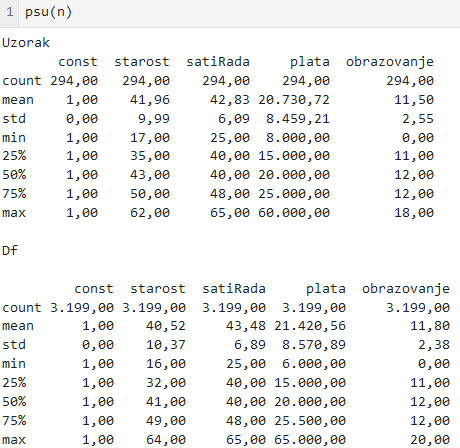 1 psu(n)
Uzorak
const starost satiRada plata obrazovanje
count 294,00 294,00 294,00 294,00 294,00
mean 1,00 41,96 42,83 20.730,72 11,50
std 0,00 9,99 6,09 8.459,21 2,55
min 1,00 17,00 25,00 8.000,00 0,00
25% 1,00 35,00 40,00 15.000,00 11,00
50% 1,00 43,00 40,00 20.000,00 12,00
75% 1,00 50,00 48,00 25.000,00 12,00
max 1,00 62,00 65,00 60.000,00 18,00
Df
const starost satiRada plata obrazovanje
count 3.199,00 3.199,00 3.199,00 3.199,00 3.199,00
mean 1,00 40,52 43,48 21.420,56 11,80
std 0,00 10,37 6,89 8.570,89 2,38
min 1,00 16,00 25,00 6.000,00 0,00
25% 1,00 32,00 40,00 15.000,00 11,00
50% 1,00 41,00 40,00 20.000,00 12,00
75% 1,00 49,00 48,00 25.500,00 12,00
max 1,00 64,00 65,00 65.000,00 20,00